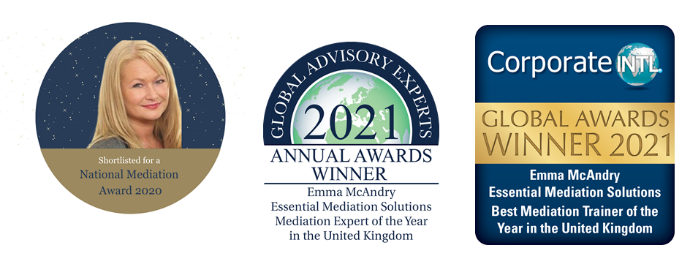 Shortlisted for a
National Mediation
Award 2020
GLOBAL ADVISORY EXPERTS
2021
ANNUAL AWARDS
WINNER
Emma McAndry
Essential Mediation Solutions
Mediation Expert of the Year
in the United Kingdom
Corporate INTL
GLOBAL AWARDS
WINNER 2021
Emma McAndry
Essential Mediation Solutions
Best Mediation Trainer of the
Year in the United Kingdom